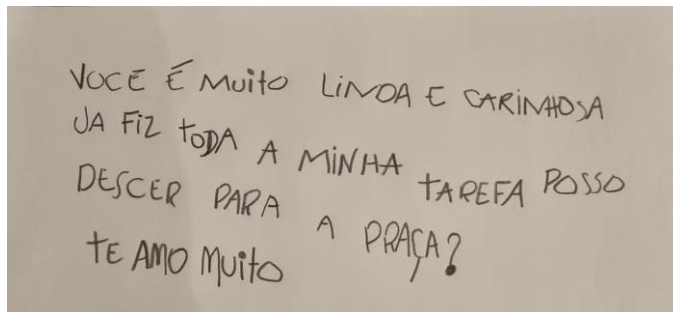 VOCE É MUitO LiNDA E CARINHOSA
JA FiZ tODA A MiNHA tAREFA POSSO
DESCER PARA A PRAÇA?
tE AMO MUitO